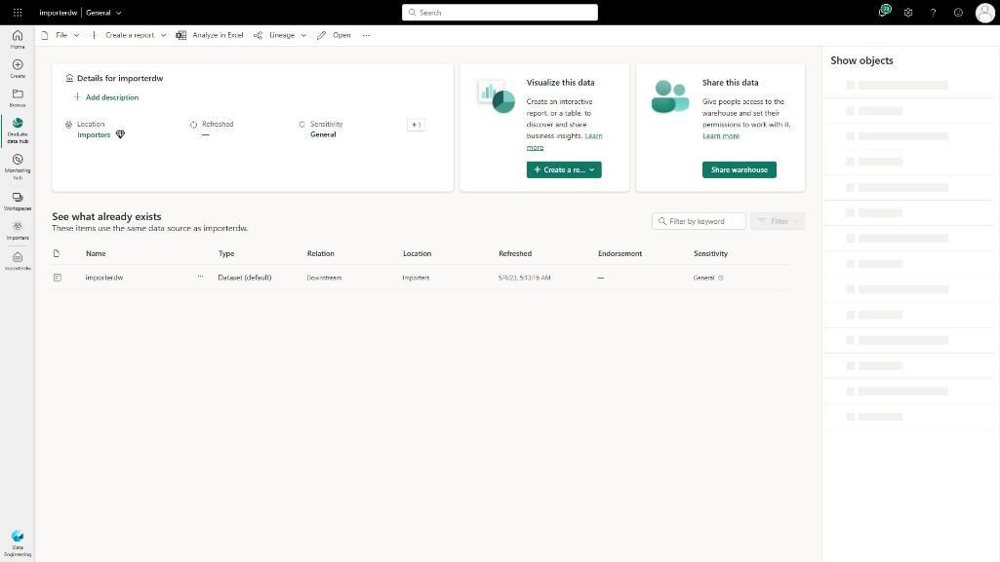 importerdw General
Search
23
File Create a report Analyze in Excel Lineage Open ...
Home
Create
Browse
OneLake
data hub
Monitoring
hub
Workspaces
Importers
importerdw
Data
Engineering
Details for importerdw
Add description
Location
Importers
Refreshed
—
Sensitivity
General
+1
Visualize this data
Create an interactive
report, or a table, to
discover and share
business insights. Learn
more
+ Create a re...
Share this data
Give people access to the
warehouse and set their
permissions to work with it.
Learn more
Share warehouse
See what already exists
These items use the same data source as importerdw.
Filter by keyword
Filter
Name Type Relation Location Refreshed Endorsement Sensitivity
importerdw ... Dataset (default) Downstream Importers 5/4/23, 5:13:16 AM — General
Show objects